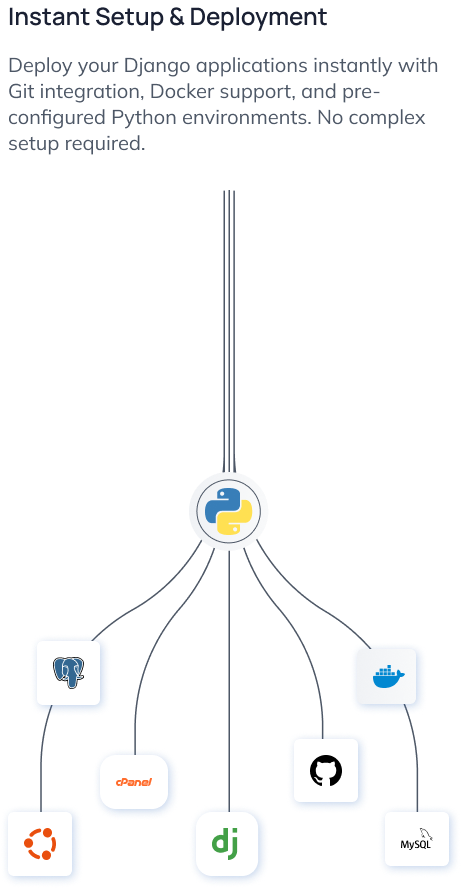 Instant Setup & Deployment
Deploy your Django applications instantly with
Git integration, Docker support, and pre-
configured Python environments. No complex
setup required.
cPanel
dj
MySQL